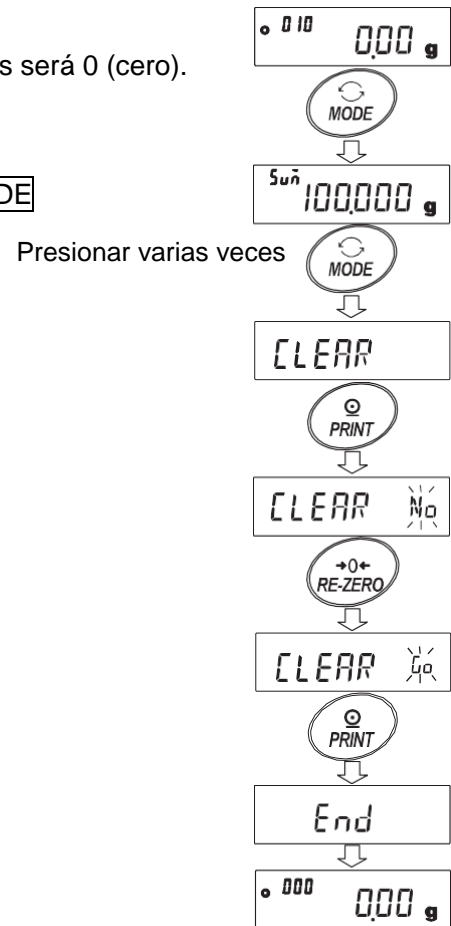 010 0.00 g
s será 0 (cero).
MODE
Sum 100.000 g
DE
Presionar varias veces
MODE
CLEAR
PRINT
CLEAR No
→0←
RE-ZERO
CLEAR Go
PRINT
End
000 0.00 g